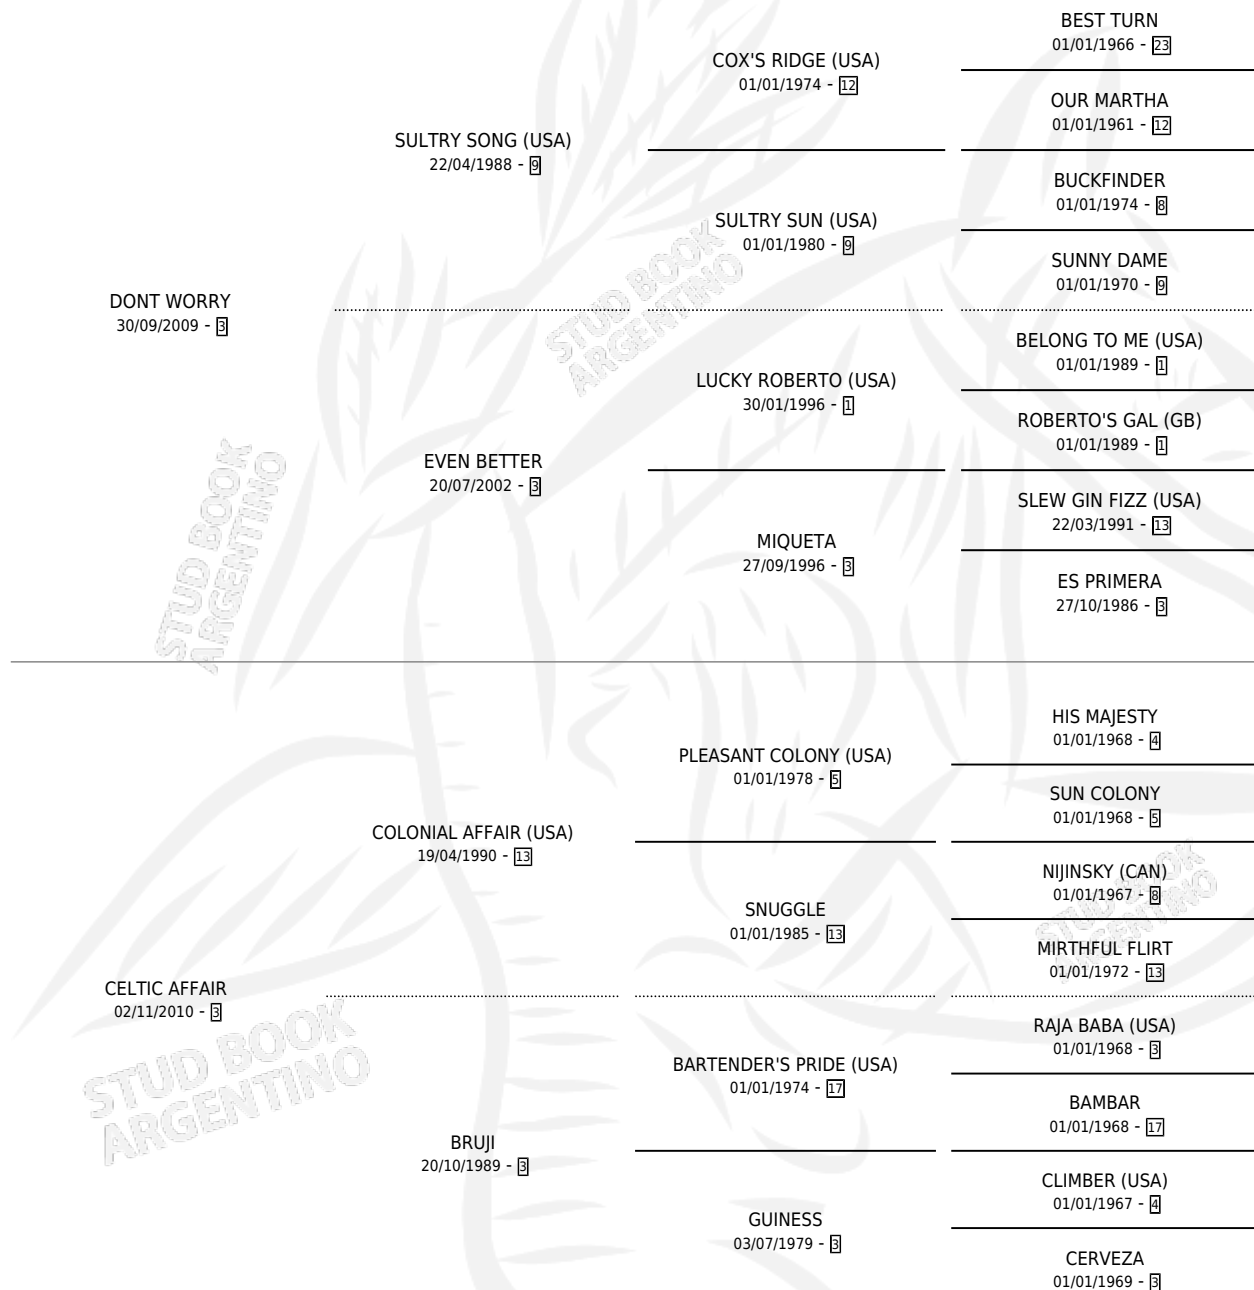 BEST TURN
01/01/1966 - 23
COX'S RIDGE (USA)
01/01/1974 - 12
OUR MARTHA
01/01/1961 - 12
SULTRY SONG (USA)
22/04/1988 - 9
BUCKFINDER
01/01/1974 - 8
SULTRY SUN (USA)
01/01/1980 - 9
SUNNY DAME
01/01/1970 - 9
STUD BOOK
ARGENTINO
DONT WORRY
30/09/2009 - 3
BELONG TO ME (USA)
01/01/1989 - 1
LUCKY ROBERTO (USA)
30/01/1996 - 1
ROBERTO'S GAL (GB)
01/01/1989 - 1
EVEN BETTER
20/07/2002 - 3
SLEW GIN FIZZ (USA)
22/03/1991 - 13
MIQUETA
27/09/1996 - 3
ES PRIMERA
27/10/1986 - 3
STUD BOOK
ARGENTINO
HIS MAJESTY
01/01/1968 - 4
PLEASANT COLONY (USA)
01/01/1978 - 5
SUN COLONY
01/01/1968 - 5
COLONIAL AFFAIR (USA)
19/04/1990 - 13
NIJINSKY (CAN)
01/01/1967 - 8
SNUGGLE
01/01/1985 - 13
MIRTHFUL FLIRT
01/01/1972 - 13
STUD BOOK
ARGENTINO
CELTIC AFFAIR
02/11/2010 - 3
RAJA BABA (USA)
01/01/1968 - 3
BARTENDER'S PRIDE (USA)
01/01/1974 - 17
BAMBAR
01/01/1968 - 17
STUD BOOK
ARGENTINO
BRUJI
20/10/1989 - 3
CLIMBER (USA)
01/01/1967 - 4
GUINESS
03/07/1979 - 3
CERVEZA
01/01/1969 - 3